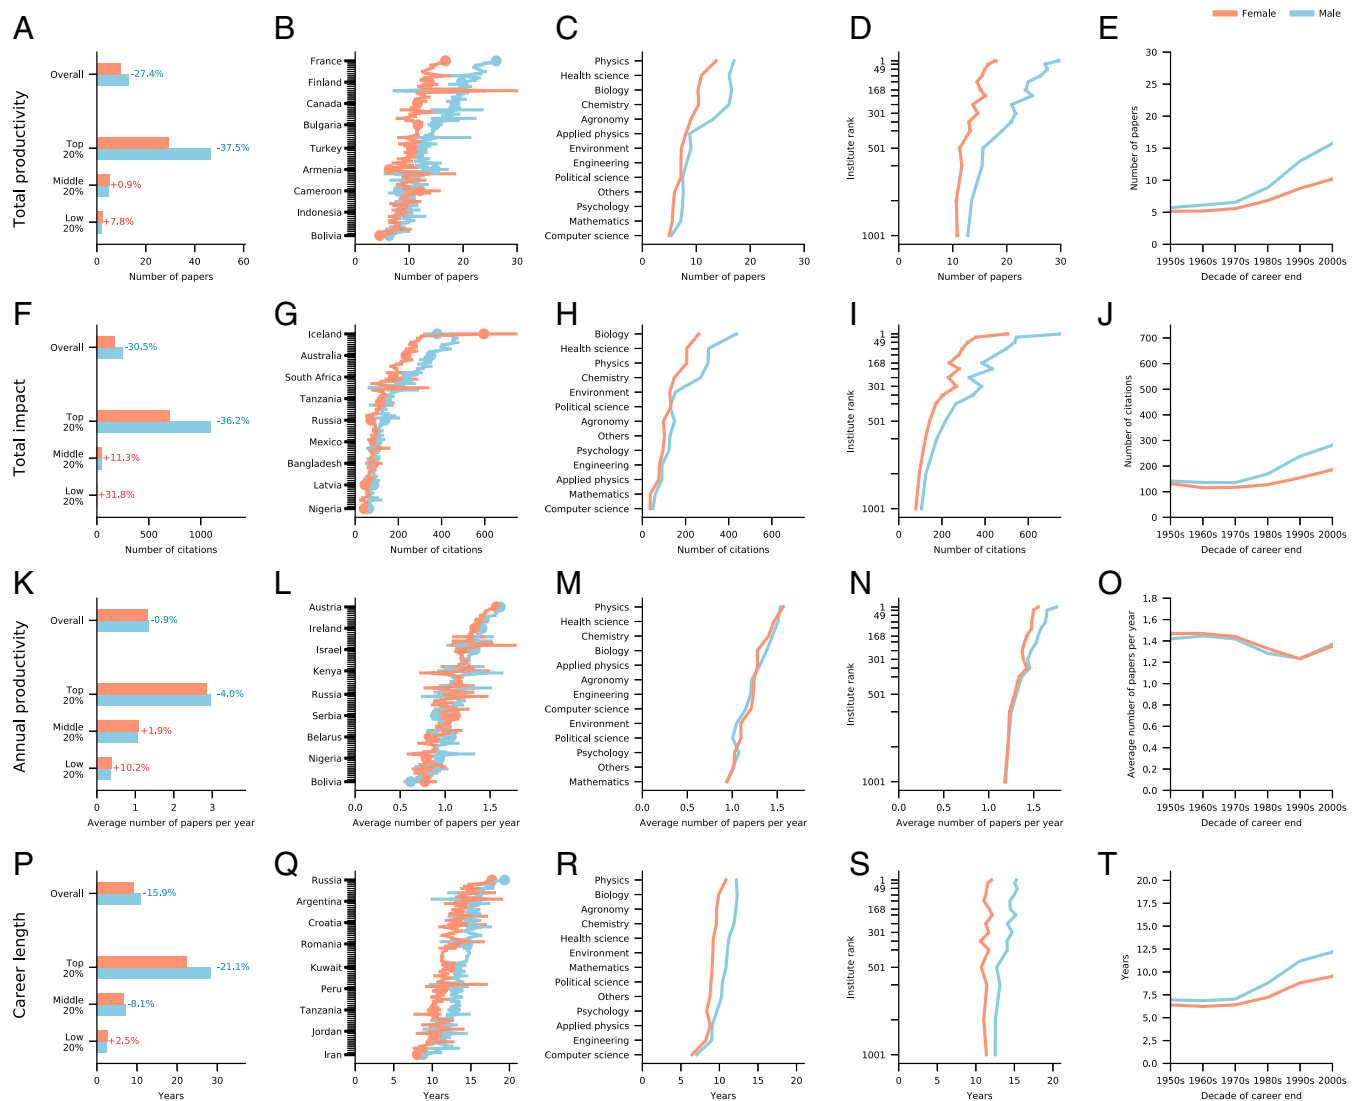 Female Male
A B C D E
Total productivity
Overall
Top
20%
Middle
20%
Low
20%
-27.4%
-37.5%
+0.9%
+7.8%
0 20 40 60
Number of papers
France
Finland
Canada
Bulgaria
Turkey
Armenia
Cameroon
Indonesia
Bolivia
0 10 20 30
Number of papers
Physics
Health science
Biology
Chemistry
Agronomy
Applied physics
Environment
Engineering
Political science
Others
Psychology
Mathematics
Computer science
0 10 20 30
Number of papers
Institute rank
1
49
168
301
501
1001
0 10 20 30
Number of papers
Number of papers
30
25
20
15
10
5
0
1950s 1960s 1970s 1980s 1990s 2000s
Decade of career end
F G H I J
Total impact
Overall
Top
20%
Middle
20%
Low
20%
-30.5%
-36.2%
+11.3%
+31.8%
0 500 1000
Number of citations
Iceland
Australia
South Africa
Tanzania
Russia
Mexico
Bangladesh
Latvia
Nigeria
0 200 400 600
Number of citations
Biology
Health science
Physics
Chemistry
Environment
Political science
Agronomy
Others
Psychology
Engineering
Applied physics
Mathematics
Computer science
0 200 400 600
Number of citations
Institute rank
1
49
168
301
501
1001
0 200 400 600
Number of citations
Number of citations
700
600
500
400
300
200
100
0
1950s 1960s 1970s 1980s 1990s 2000s
Decade of career end
K L M N O
Annual productivity
Overall
Top
20%
Middle
20%
Low
20%
-0.9%
-4.0%
+1.9%
+10.2%
0 1 2 3
Average number of papers per year
Austria
Ireland
Israel
Kenya
Russia
Serbia
Belarus
Nigeria
Bolivia
0.0 0.5 1.0 1.5
Average number of papers per year
Physics
Health science
Chemistry
Biology
Applied physics
Agronomy
Engineering
Computer science
Environment
Political science
Psychology
Others
Mathematics
0.0 0.5 1.0 1.5
Average number of papers per year
Institute rank
1
49
168
301
501
1001
0.0 0.5 1.0 1.5
Average number of papers per year
Average number of papers per year
1.8
1.6
1.4
1.2
1.0
0.8
0.6
0.4
0.2
0.0
1950s 1960s 1970s 1980s 1990s 2000s
Decade of career end
P Q R S T
Career length
Overall
Top
20%
Middle
20%
Low
20%
-15.9%
-21.1%
-8.1%
+2.5%
0 10 20 30
Years
Russia
Argentina
Croatia
Romania
Kuwait
Peru
Tanzania
Jordan
Iran
0 5 10 15 20
Years
Physics
Biology
Agronomy
Chemistry
Health science
Environment
Mathematics
Political science
Others
Psychology
Applied physics
Engineering
Computer science
0 5 10 15 20
Years
Institute rank
1
49
168
301
501
1001
0 5 10 15 20
Years
Years
20.0
17.5
15.0
12.5
10.0
7.5
5.0
2.5
0.0
1950s 1960s 1970s 1980s 1990s 2000s
Decade of career end